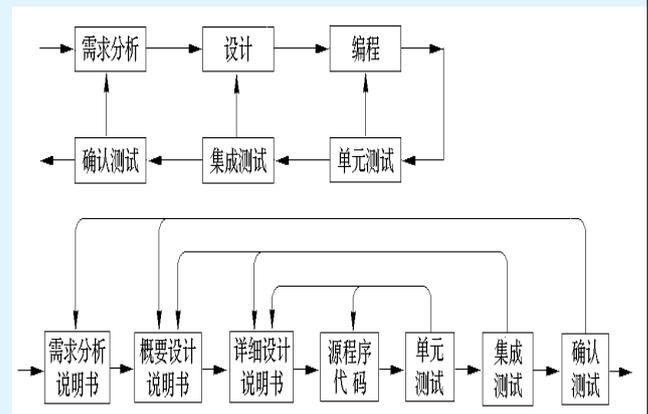 需求分析
设计
编程
确认测试
集成测试
单元测试
需求分析
说明书
概要设计
说明书
详细设计
说明书
源程序
代码
单元
测试
集成
测试
确认
测试